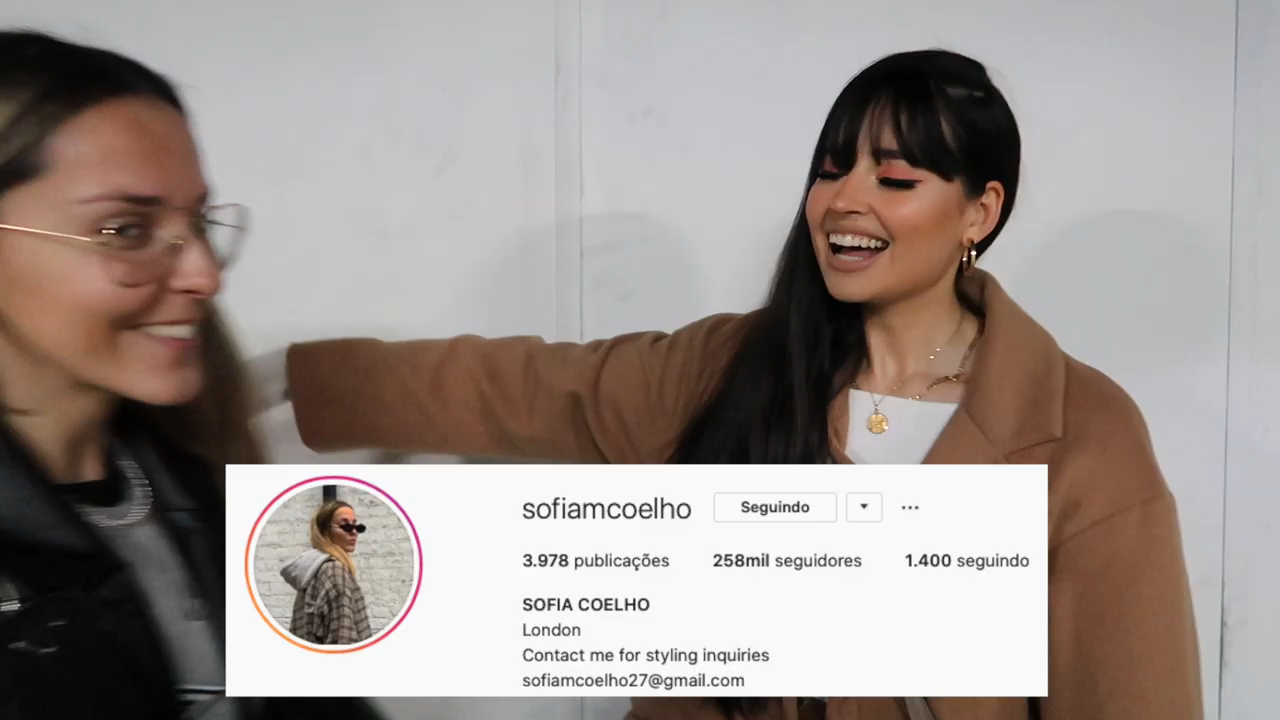 sofiamcoelho Seguindo
3.978 publicações 258mil seguidores 1.400 seguindo
SOFIA COELHO
London
Contact me for styling inquiries
sofiamcoelho27@gmail.com